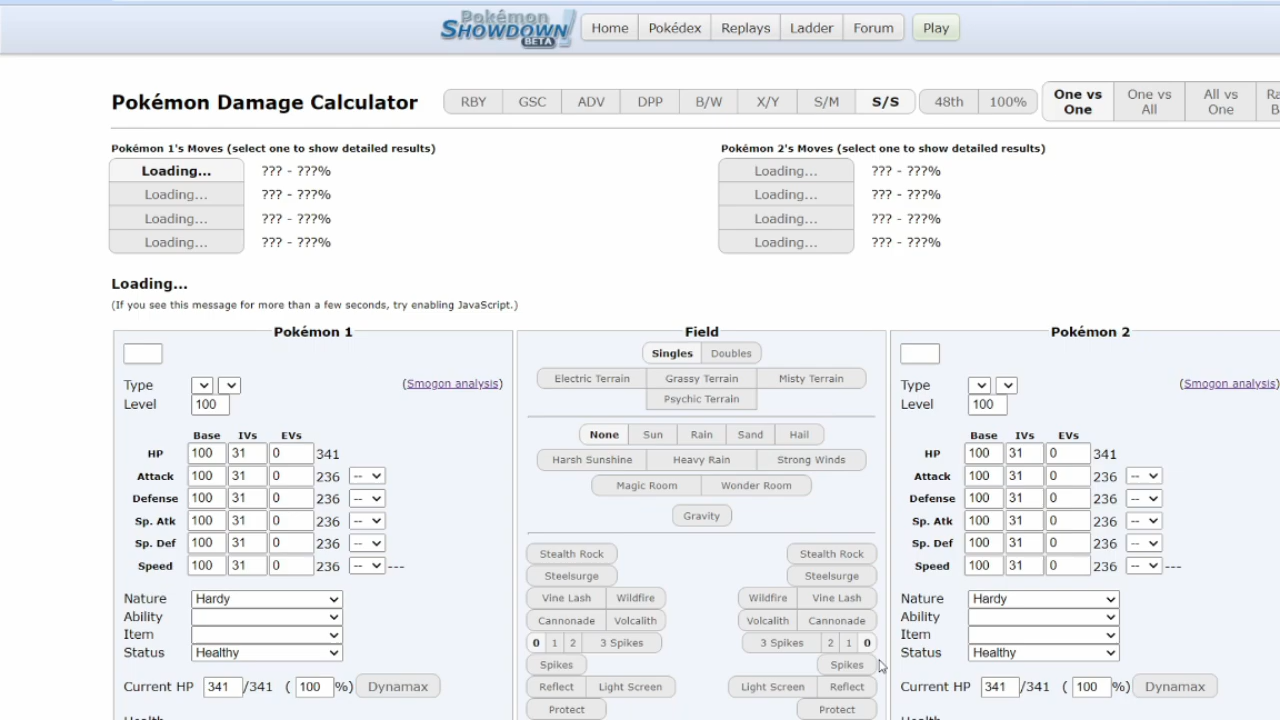 Pokémon
SHOWDOWN!
BETA
Home Pokédex Replays Ladder Forum Play
Pokémon Damage Calculator RBY GSC ADV DPP B/W X/Y S/M S/S 48th 100% One vs One One vs All All vs One
Pokémon 1's Moves (select one to show detailed results) Pokémon 2's Moves (select one to show detailed results)
Loading... ??? - ???% Loading... ??? - ???%
Loading... ??? - ???% Loading... ??? - ???%
Loading... ??? - ???% Loading... ??? - ???%
Loading... ??? - ???% Loading... ??? - ???%
Loading...
(If you see this message for more than a few seconds, try enabling JavaScript.)
Pokémon 1 Field Pokémon 2
Singles Doubles
Type (Smogon analysis) Electric Terrain Grassy Terrain Misty Terrain Type (Smogon analysis)
Level 100 Psychic Terrain Level 100
Base IVs EVs None Sun Rain Sand Hail Base IVs EVs
HP 100 31 0 341 Harsh Sunshine Heavy Rain Strong Winds HP 100 31 0 341
Attack 100 31 0 236 -- Magic Room Wonder Room Attack 100 31 0 236 --
Defense 100 31 0 236 -- Defense 100 31 0 236 --
Sp. Atk 100 31 0 236 -- Gravity Sp. Atk 100 31 0 236 --
Sp. Def 100 31 0 236 -- Stealth Rock Stealth Rock Sp. Def 100 31 0 236 --
Speed 100 31 0 236 -- --- Steelsurge Steelsurge Speed 100 31 0 236 -- ---
Nature Hardy Vine Lash Wildfire Wildfire Vine Lash Nature Hardy
Ability Cannonade Volcalith Volcalith Cannonade Ability
Item 0 1 2 3 Spikes 3 Spikes 2 1 0 Item
Status Healthy Spikes Spikes Status Healthy
Current HP 341 /341 ( 100 %) Dynamax Reflect Light Screen Light Screen Reflect Current HP 341 /341 ( 100 %) Dynamax
Protect Protect